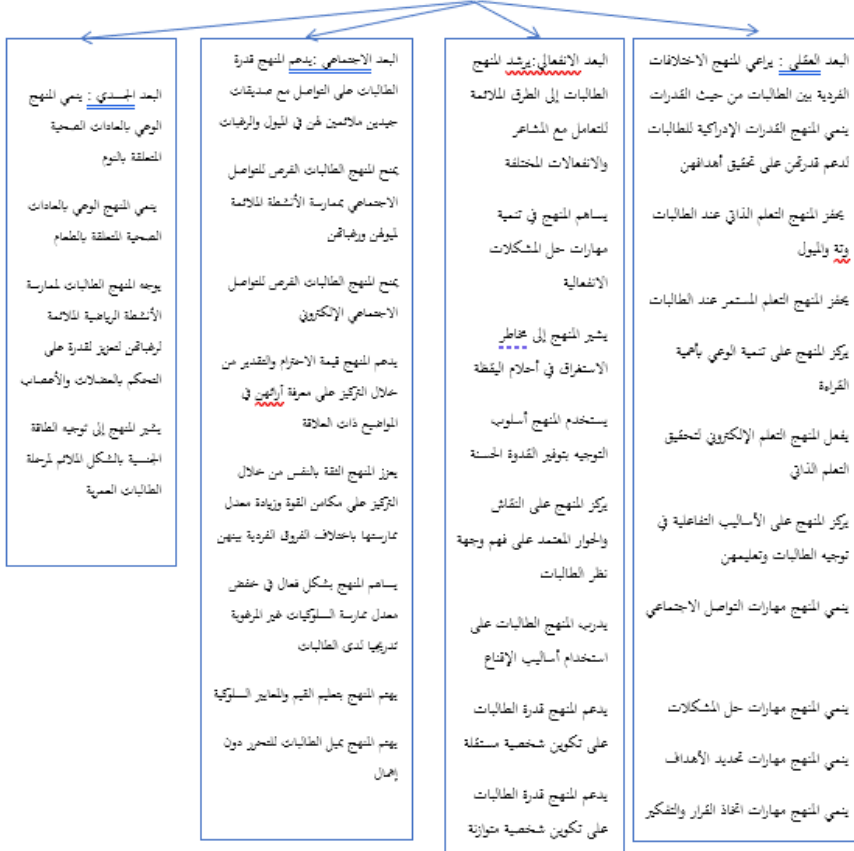 البعد العقلي : يراعي المنهج الاختلافات
الفردية بين الطالبات من حيث القدرات
ينمي المنهج القدرات الإدراكية للطالبات
لدعم قدرتهن على تحقيق أهدافهن
يحفز المنهج التعلم الذاتي عند الطالبات
وتة والميول
يحفز المنهج التعلم المستمر عند الطالبات
يركز المنهج على تنمية الوعي بأهمية
القراءة
يفعل المنهج التعلم الإلكتروني لتحقيق
التعلم الذاتي
يركز المنهج على الأساليب التفاعلية في
توجيه الطالبات وتعليمهن
ينمي المنهج مهارات التواصل الاجتماعي
ينمي المنهج مهارات حل المشكلات
ينمي المنهج مهارات تحديد الأهداف
ينمي المنهج مهارات اتخاذ القرار والتفكير
البعد الانفعالي:يرشد المنهج
الطالبات إلى الطرق الملائمة
للتعامل مع المشاعر
والانفعالات المختلفة
يساهم المنهج في تنمية
مهارات حل المشكلات
الانفعالية
يشير المنهج إلى مخاطر
الاستغراق في أحلام اليقظة
يستخدم المنهج أسلوب
التوجيه بتوفير القدوة الحسنة
يركز المنهج على النقاش
والحوار المعتمد على فهم وجهة
نظر الطالبات
يدرب المنهج الطالبات على
استخدام أساليب الإقناع
يدعم المنهج قدرة الطالبات
على تكوين شخصية مستقلة
يدعم المنهج قدرة الطالبات
على تكوين شخصية متوازنة
البعد الاجتماعي :يدعم المنهج قدرة
الطالبات على التواصل مع صديقات
جيدين ملائمين لهن في الميول والرغبات
يمنح المنهج الطالبات الفرص للتواصل
الاجتماعي بممارسة الأنشطة الملائمة
لميولهن ورغباتهن
يمنح المنهج الطالبات الفرص للتواصل
الاجتماعي الإلكتروني
يدعم المنهج قيمة الاحترام والتقدير من
خلال التركيز على معرفة أرائهن في
المواضيع ذات العلاقة
يعزز المنهج الثقة بالنفس من خلال
التركيز على مكامن القوة وزيادة معدل
ممارستها باختلاف الفروق الفردية بينهن
يساهم المنهج بشكل فعال في خفض
معدل ممارسة السلوكيات غير المرغوبة
تدريجيا لدى الطالبات
يهتم المنهج بتعليم القيم والمعايير السلوكية
يهتم المنهج بميل الطالبات للتحرر دون
إهمال
البعد الجسدي : ينمي المنهج
الوعي بالعادات الصحية
المتعلقة بالنوم
ينمي المنهج الوعي بالعادات
الصحية المتعلقة بالطعام
يوجه المنهج الطالبات لممارسة
الأنشطة الرياضية الملائمة
لرغباتهن لتعزيز لقدرة على
التحكم بالعضلات والأعصاب
يشير المنهج إلى توجيه الطاقة
الجنسية بالشكل الملائم لمرحلة
الطالبات العمرية